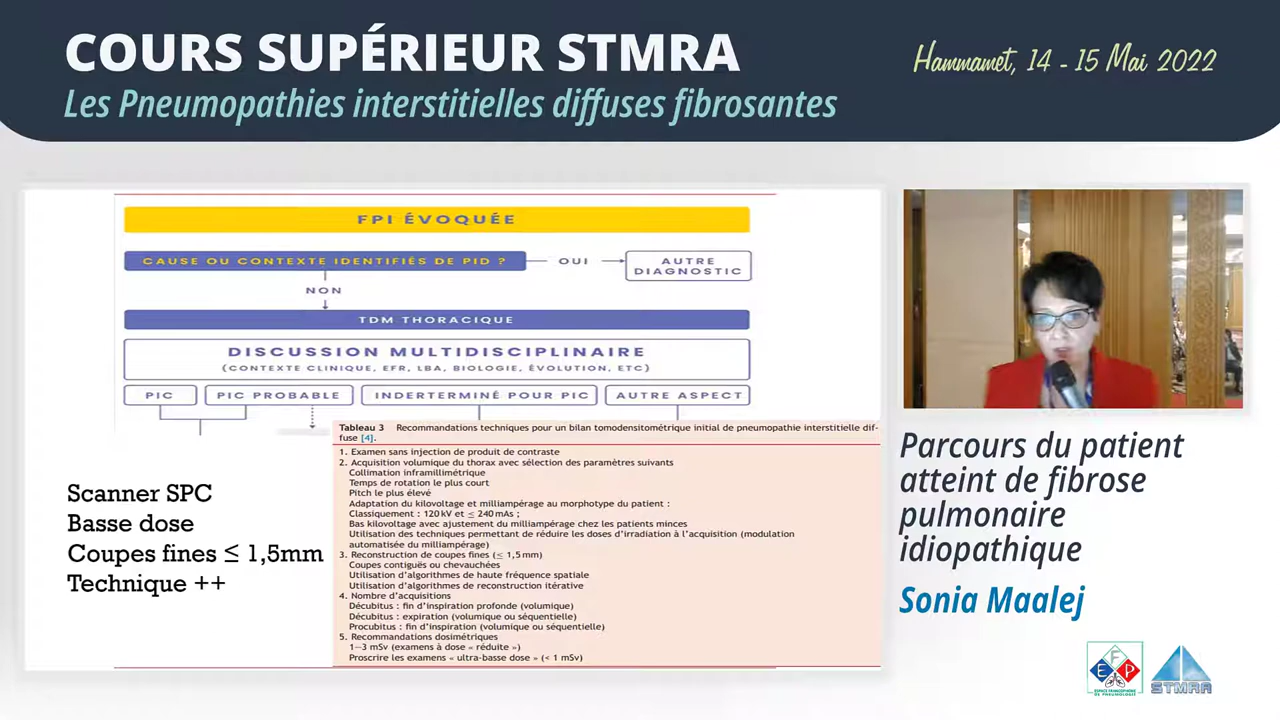 COURS SUPÉRIEUR STMRA
Les Pneumopathies interstitielles diffuses fibrosantes
Hammamet, 14 - 15 Mai 2022
FPI ÉVOQUÉE
CAUSE OU CONTEXTE IDENTIFIÉS DE PID ?
OUI
AUTRE
DIAGNOSTIC
NON
TDM THORACIQUE
DISCUSSION MULTIDISCIPLINAIRE
(CONTEXTE CLINIQUE, EFR, LBA, BIOLOGIE, ÉVOLUTION, ETC)
PIC
PIC PROBABLE
INDERTERMINÉ POUR PIC
AUTRE ASPECT
Scanner SPC
Basse dose
Coupes fines ≤ 1,5mm
Technique ++
Tableau 3 Recommandations techniques pour un bilan tomodensitométrique initial de pneumopathie interstitielle dif-
fuse [4].
1. Examen sans injection de produit de contraste
2. Acquisition volumique du thorax avec sélection des paramètres suivants
Collimation inframillimétrique
Temps de rotation le plus court
Pitch le plus élevé
Adaptation du kilovoltage et milliampérage au morphotype du patient :
Classiquement : 120 kV et ≤ 240 mAs ;
Bas kilovoltage avec ajustement du milliampérage chez les patients minces
Utilisation des techniques permettant de réduire les doses d'irradiation à l'acquisition (modulation
automatisée du milliampérage)
3. Reconstruction de coupes fines (≤ 1,5 mm)
Coupes contiguës ou chevauchées
Utilisation d'algorithmes de haute fréquence spatiale
Utilisation d'algorithmes de reconstruction itérative
4. Nombre d'acquisitions
Décubitus : fin d'inspiration profonde (volumique)
Décubitus : expiration (volumique ou séquentielle)
Procubitus : fin d'inspiration (volumique ou séquentielle)
5. Recommandations dosimétriques
1—3 mSv (examens à dose « réduite »)
Proscrire les examens « ultra-basse dose » (< 1 mSv)
Parcours du patient
atteint de fibrose
pulmonaire
idiopathique
Sonia Maalej
EFP
ESPACE FRANCOPHONE
DE PNEUMOLOGIE
STMRA